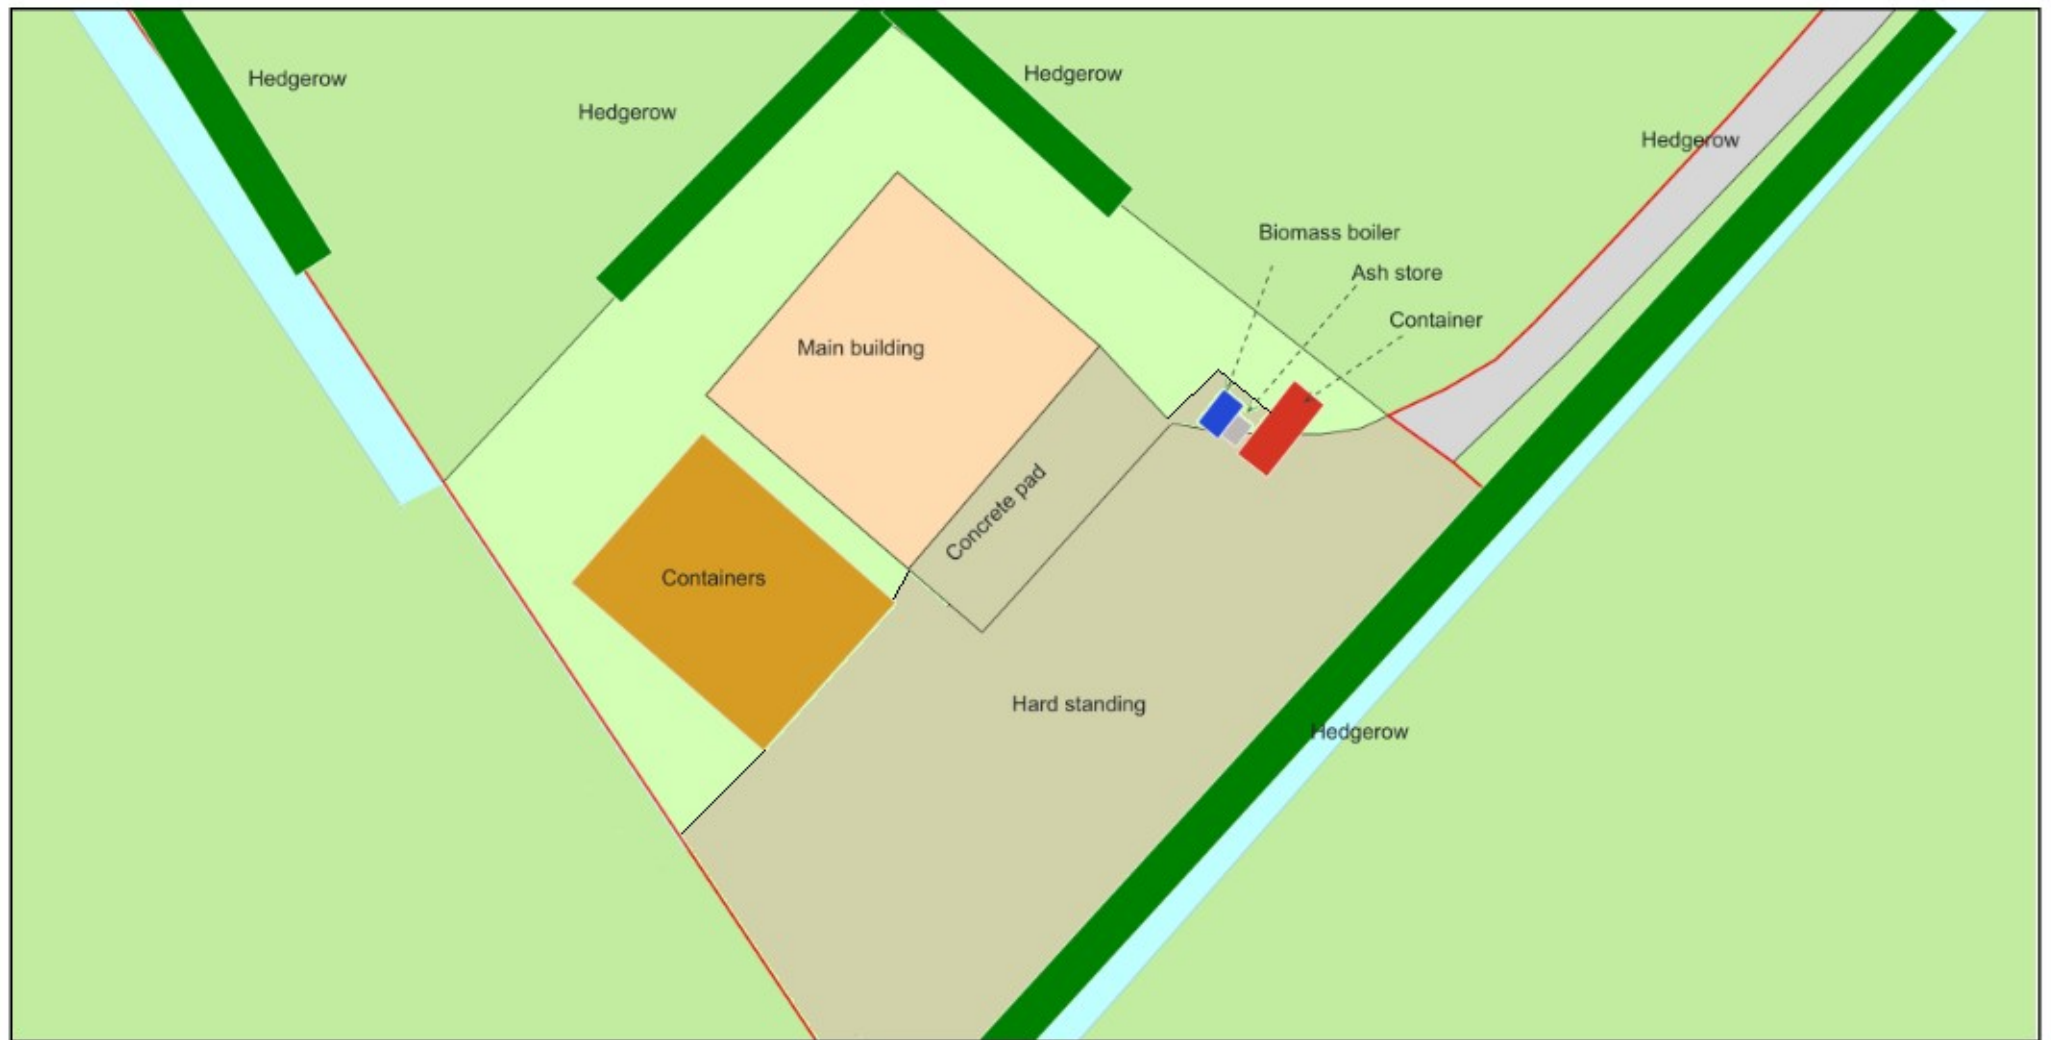 Hedgerow
Hedgerow
Hedgerow
Hedgerow
Biomass boiler
Ash store
Container
Main building
Concrete pad
Containers
Hard standing
Hedgerow